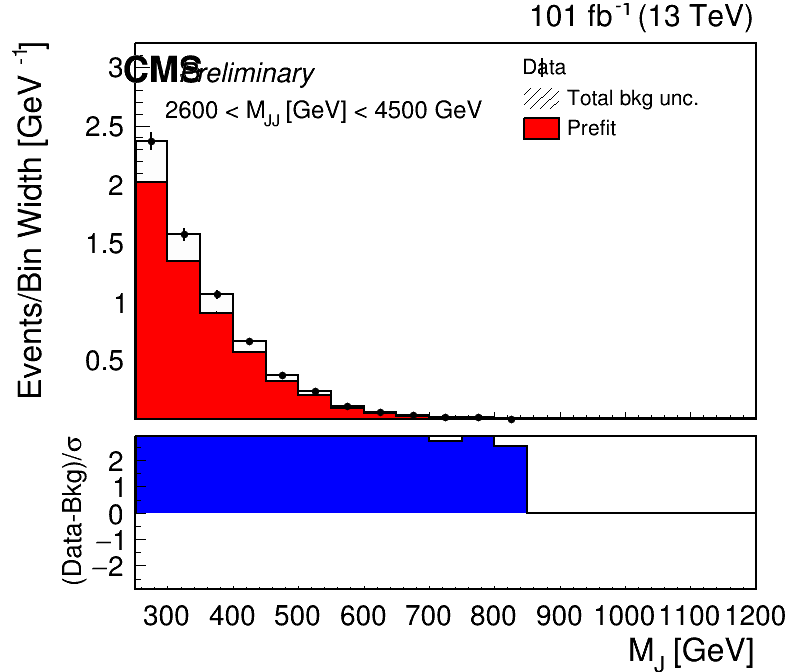 101 fb⁻¹ (13 TeV)
Events/Bin Width [GeV⁻¹]
CMS Preliminary
2600 < M_JJ [GeV] < 4500 GeV
Data
Total bkg unc.
Prefit
3
2.5
2
1.5
1
0.5
(Data-Bkg)/σ
2
1
0
−1
−2
300 400 500 600 700 800 900 1000 1100 1200
M_J [GeV]